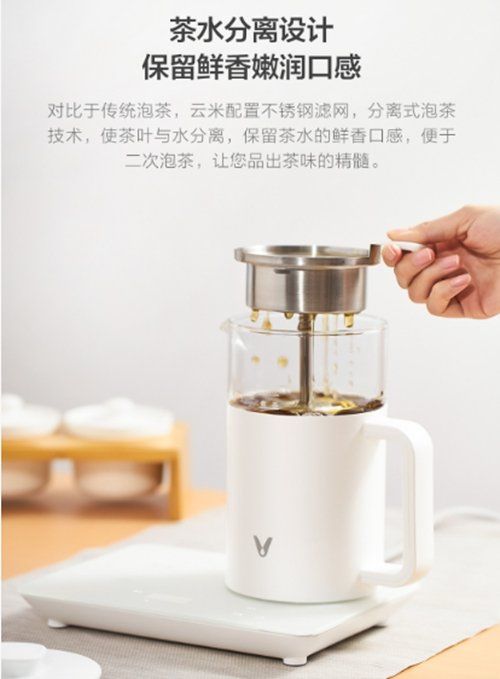 茶水分离设计
保留鲜香嫩润口感
对比于传统泡茶，云米配置不锈钢滤网，分离式泡茶
技术，使茶叶与水分离，保留茶水的鲜香口感，便于
二次泡茶，让您品出茶味的精髓。